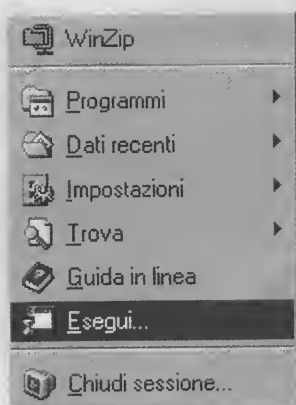 WinZip
Programmi
Dati recenti
Impostazioni
Trova
Guida in linea
Esegui...
Chiudi sessione...